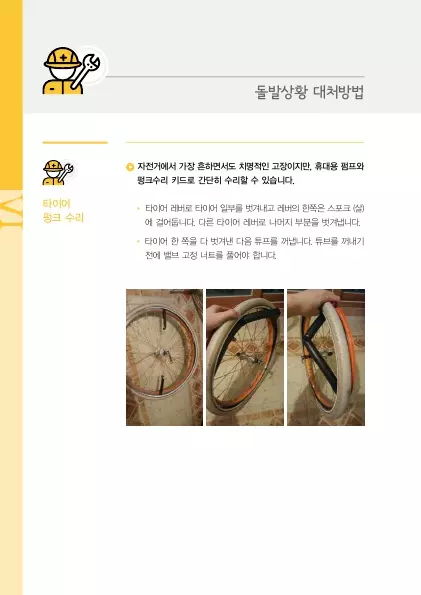 돌발상황 대처방법
타이어
펑크 수리
자전거에서 가장 흔하면서도 치명적인 고장이지만, 휴대용 펌프와
펑크수리 키드로 간단히 수리할 수 있습니다.
• 타이어 레버로 타이어 일부를 벗겨내고 레버의 한쪽은 스포크 (살)
에 걸어둡니다. 다른 타이어 레버로 나머지 부분을 벗겨냅니다.
• 타이어 한 쪽을 다 벗겨낸 다음 튜프를 꺼냅니다. 튜브를 꺼내기
전에 밸브 고정 너트를 풀어야 합니다.